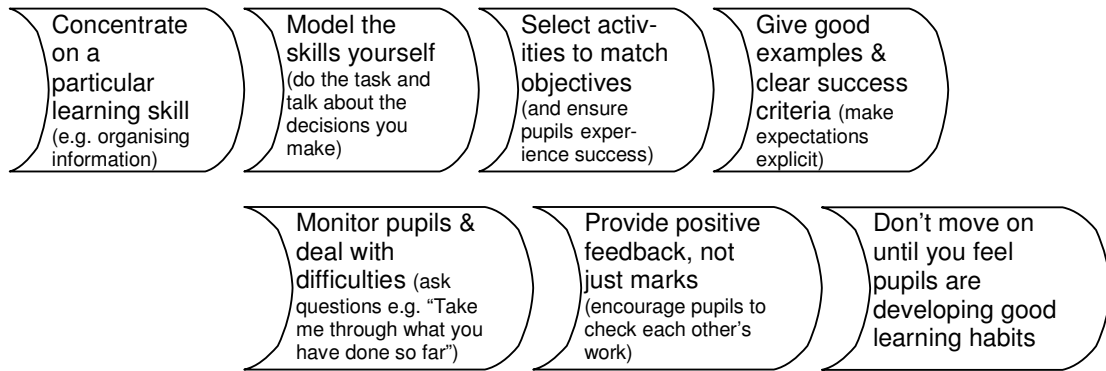 Concentrate
on a
particular
learning skill
(e.g. organising
information)
Model the
skills yourself
(do the task and
talk about the
decisions you
make)
Select activ-
ities to match
objectives
(and ensure
pupils exper-
ience success)
Give good
examples &
clear success
criteria (make
expectations
explicit)
Monitor pupils &
deal with
difficulties (ask
questions e.g. “Take
me through what you
have done so far”)
Provide positive
feedback, not
just marks
(encourage pupils to
check each other’s
work)
Don’t move on
until you feel
pupils are
developing good
learning habits